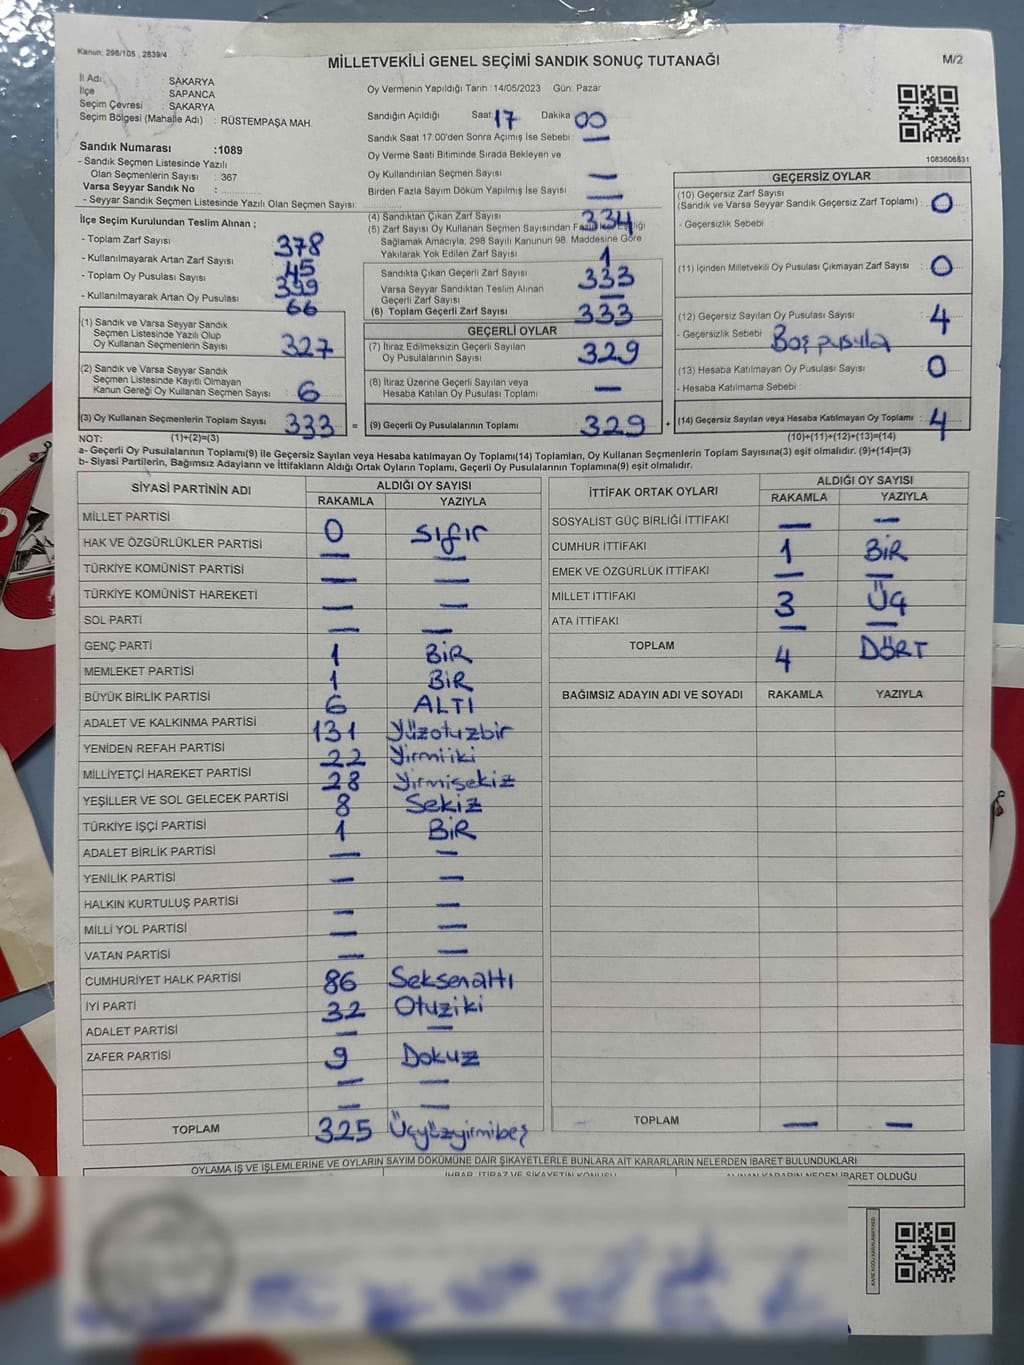 Kanun: 298/105 , 2839/4
MİLLETVEKİLİ GENEL SEÇİMİ SANDIK SONUÇ TUTANAĞI
M/2
İl Adı : SAKARYA
İlçe : SAPANCA
Seçim Çevresi : SAKARYA
Seçim Bölgesi (Mahalle Adı) : RÜSTEMPAŞA MAH.
Sandık Numarası :1089
- Sandık Seçmen Listesinde Yazılı
Olan Seçmenlerin Sayısı : 367
Varsa Seyyar Sandık No :
- Seyyar Sandık Seçmen Listesinde Yazılı Olan Seçmen Sayısı:
Oy Vermenin Yapıldığı Tarih :14/05/2023 Gün: Pazar
Sandığın Açıldığı Saat: 17 Dakika 00
Sandık Saat 17:00'den Sonra Açımış İse Sebebi : —
Oy Verme Saati Bitiminde Sırada Bekleyen ve
Oy Kullandırılan Seçmen Sayısı —
Birden Fazla Sayım Döküm Yapılmış İse Sayısı —
1083606831
İlçe Seçim Kurulundan Teslim Alınan ;
- Toplam Zarf Sayısı : 378
- Kullanılmayarak Artan Zarf Sayısı : 45
- Toplam Oy Pusulası Sayısı : 399
- Kullanılmayarak Artan Oy Pusulası 66
(1) Sandık ve Varsa Seyyar Sandık
Seçmen Listesinde Yazılı Olup
Oy Kullanan Seçmenlerin Sayısı : 327
(2) Sandık ve Varsa Seyyar Sandık
Seçmen Listesinde Kayıtlı Olmayan
Kanun Gereği Oy Kullanan Seçmen Sayısı : 6
(3) Oy Kullanan Seçmenlerin Toplam Sayısı : 333 =
(4) Sandıktan Çıkan Zarf Sayısı 334
(5) Zarf Sayısı Oy Kullanan Seçmen Sayısından Fazla İse Eşitliği
Sağlamak Amacıyla, 298 Sayılı Kanunun 98. Maddesine Göre
Yakılarak Yok Edilen Zarf Sayısı 1
Sandıkta Çıkan Geçerli Zarf Sayısı : 333
Varsa Seyyar Sandıktan Teslim Alınan
Geçerli Zarf Sayısı : —
(6) Toplam Geçerli Zarf Sayısı : 333
GEÇERLİ OYLAR
(7) İtiraz Edilmeksizin Geçerli Sayılan
Oy Pusulalarının Sayısı : 329
(8) İtiraz Üzerine Geçerli Sayılan veya
Hesaba Katılan Oy Pusulası Toplamı : —
(9) Geçerli Oy Pusulalarının Toplamı : 329 +
GEÇERSİZ OYLAR
(10) Geçersiz Zarf Sayısı
(Sandık ve Varsa Seyyar Sandık Geçersiz Zarf Toplamı) : 0
- Geçersizlik Sebebi :
(11) İçinden Milletvekili Oy Pusulası Çıkmayan Zarf Sayısı : 0
(12) Geçersiz Sayılan Oy Pusulası Sayısı : 4
- Geçersizlik Sebebi : Boş pusula
(13) Hesaba Katılmayan Oy Pusulası Sayısı : 0
- Hesaba Katılmama Sebebi :
(14) Geçersiz Sayılan veya Hesaba Katılmayan Oy Toplamı : 4
NOT: (1)+(2)=(3) (10)+(11)+(12)+(13)=(14)
a- Geçerli Oy Pusulalarının Toplamı(9) ile Geçersiz Sayılan veya Hesaba katılmayan Oy Toplamı(14) Toplamları, Oy Kullanan Seçmenlerin Toplam Sayısına(3) eşit olmalıdır. (9)+(14)=(3)
b- Siyasi Partilerin, Bağımsız Adayların ve İttifakların Aldığı Ortak Oyların Toplamı, Geçerli Oy Pusulalarının Toplamına(9) eşit olmalıdır.
SİYASİ PARTİNİN ADI ALDIĞI OY SAYISI
RAKAMLA YAZIYLA
MİLLET PARTİSİ 0 sıfır
HAK VE ÖZGÜRLÜKLER PARTİSİ — —
TÜRKİYE KOMÜNİST PARTİSİ — —
TÜRKİYE KOMÜNİST HAREKETİ — —
SOL PARTİ — —
GENÇ PARTİ 1 BİR
MEMLEKET PARTİSİ 1 BİR
BÜYÜK BİRLİK PARTİSİ 6 ALTI
ADALET VE KALKINMA PARTİSİ 131 Yüzotuzbir
YENİDEN REFAH PARTİSİ 22 Yirmiiki
MİLLİYETÇİ HAREKET PARTİSİ 28 Yirmisekiz
YEŞİLLER VE SOL GELECEK PARTİSİ 8 Sekiz
TÜRKİYE İŞÇİ PARTİSİ 1 BİR
ADALET BİRLİK PARTİSİ — —
YENİLİK PARTİSİ — —
HALKIN KURTULUŞ PARTİSİ — —
MİLLİ YOL PARTİSİ — —
VATAN PARTİSİ — —
CUMHURİYET HALK PARTİSİ 86 Seksenaltı
İYİ PARTİ 32 Otuziki
ADALET PARTİSİ — —
ZAFER PARTİSİ 9 Dokuz
— —
— —
TOPLAM 325 Üçyüzyirmibeş
İTTİFAK ORTAK OYLARI ALDIĞI OY SAYISI
RAKAMLA YAZIYLA
SOSYALİST GÜÇ BİRLİĞİ İTTİFAKI — —
CUMHUR İTTİFAKI 1 BİR
EMEK VE ÖZGÜRLÜK İTTİFAKI — —
MİLLET İTTİFAKI 3 Üç
ATA İTTİFAKI — —
TOPLAM 4 DÖRT
BAĞIMSIZ ADAYIN ADI VE SOYADI RAKAMLA YAZIYLA
TOPLAM — —
OYLAMA İŞ VE İŞLEMLERİNE VE OYLARIN SAYIM DÖKÜMÜNE DAİR ŞİKAYETLERLE BUNLARA AİT KARARLARIN NELERDEN İBARET BULUNDUKLARI
İHBAR, İTİRAZ VE ŞİKAYETİN KONUSU ALINAN KARARIN NEDEN İBARET OLDUĞU